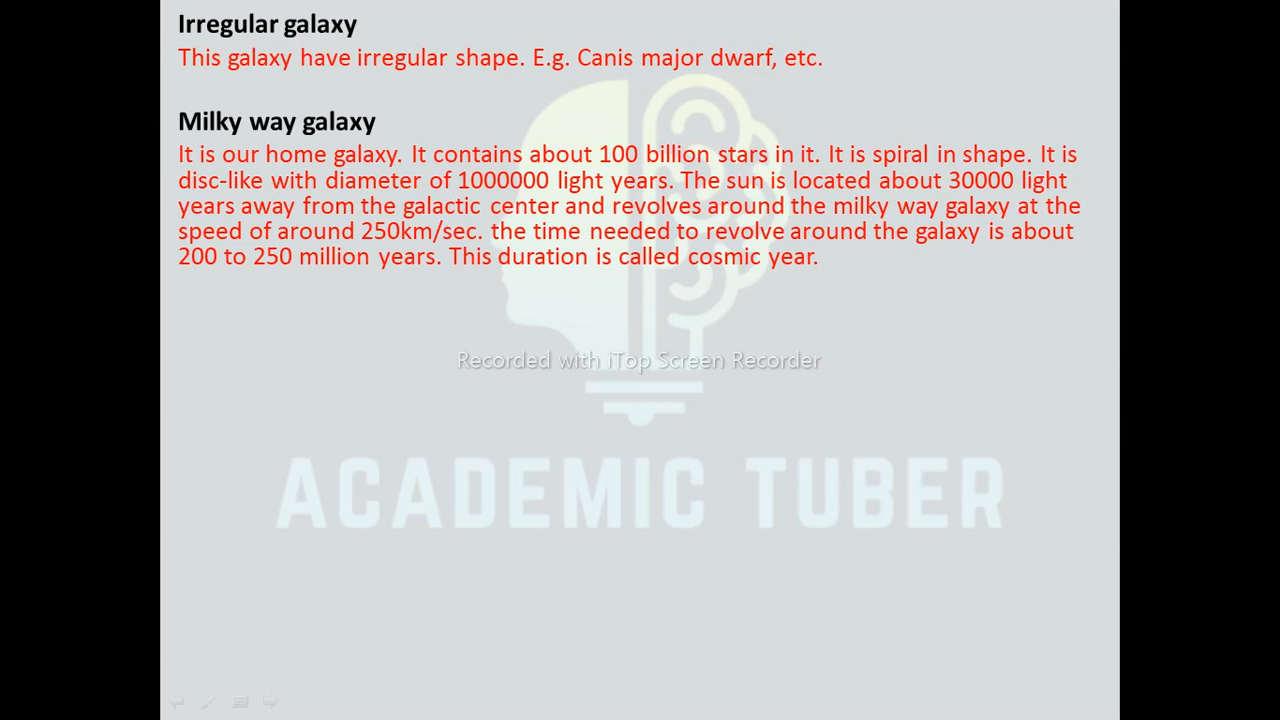 Irregular galaxy
This galaxy have irregular shape. E.g. Canis major dwarf, etc.
Milky way galaxy
It is our home galaxy. It contains about 100 billion stars in it. It is spiral in shape. It is
disc-like with diameter of 1000000 light years. The sun is located about 30000 light
years away from the galactic center and revolves around the milky way galaxy at the
speed of around 250km/sec. the time needed to revolve around the galaxy is about
200 to 250 million years. This duration is called cosmic year.
Recorded with iTop Screen Recorder
ACADEMIC TUBER